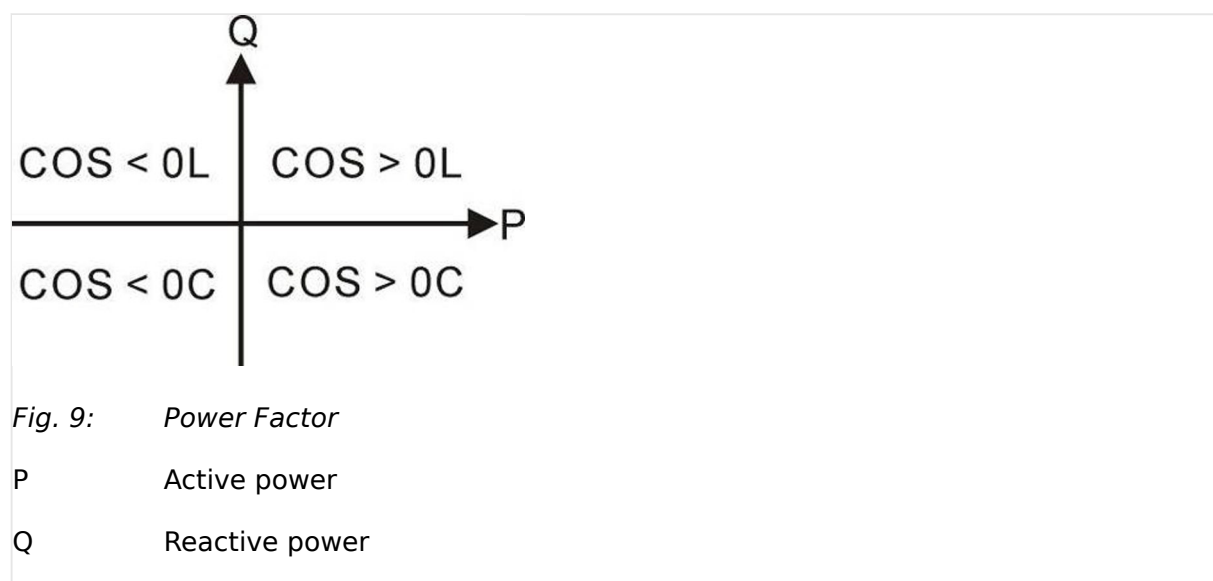 Q
COS < 0L COS > 0L
P
COS < 0C COS > 0C
Fig. 9: Power Factor
P Active power
Q Reactive power